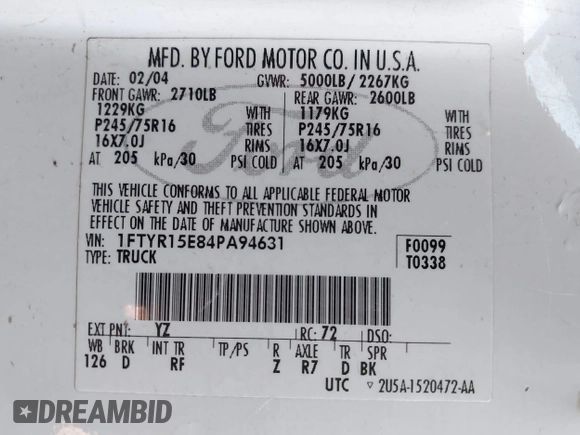 MFD. BY FORD MOTOR CO. IN U.S.A.
DATE: 02/04 GVWR: 5000LB / 2267KG
FRONT GAWR: 2710LB REAR GAWR: 2600LB
1229KG WITH 1179KG WITH
P245/75R16 TIRES P245/75R16 TIRES
16X7.0J RIMS 16X7.0J RIMS
AT 205 kPa/30 PSI COLD AT 205 kPa/30 PSI COLD
THIS VEHICLE CONFORMS TO ALL APPLICABLE FEDERAL MOTOR
VEHICLE SAFETY AND THEFT PREVENTION STANDARDS IN
EFFECT ON THE DATE OF MANUFACTURE SHOWN ABOVE.
VIN: 1FTYR15E84PA94631 F0099
TYPE: TRUCK T0338
Ford
EXT PNT: YZ RC: 72 DSO:
WB BRK INT TR TP/PS R AXLE TR SPR
126 D RF Z R7 D BK
UTC ▽ 2U5A-1520472-AA
DREAMBID